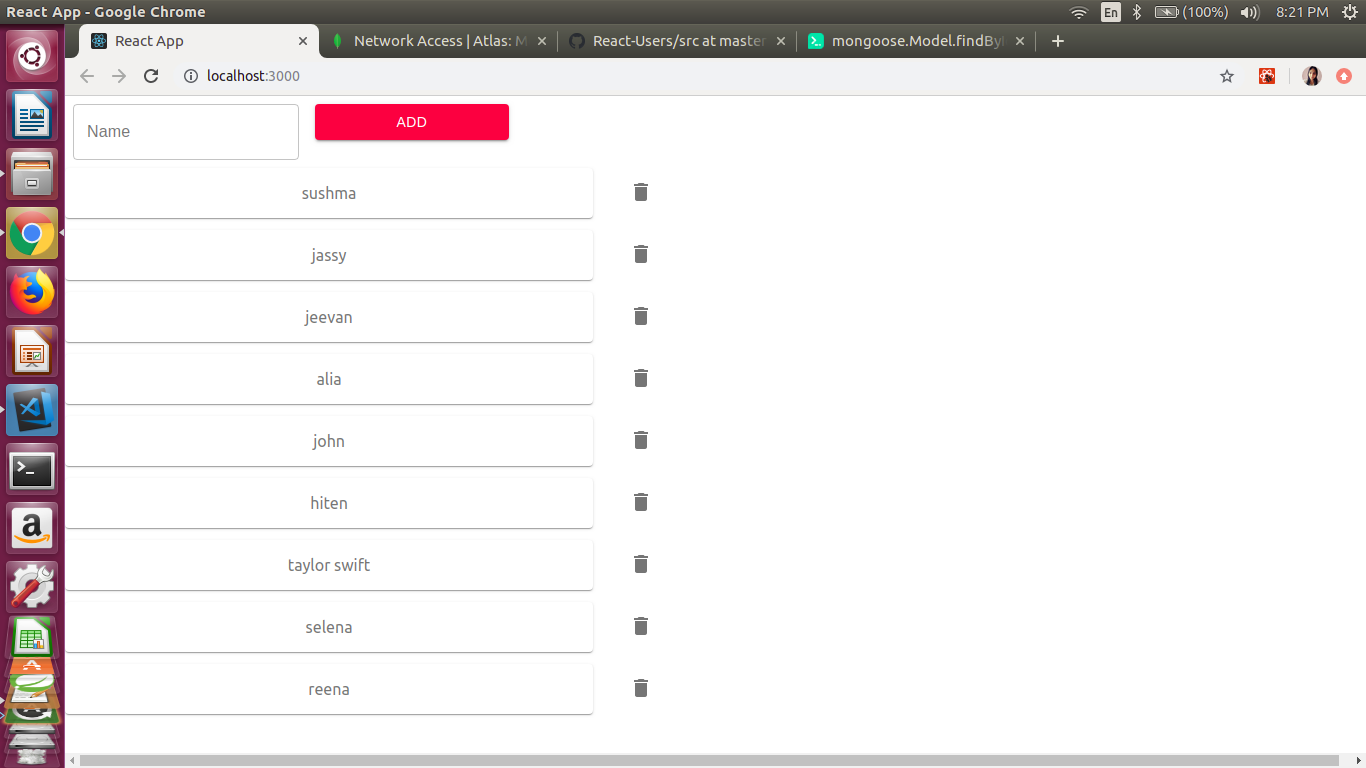 React App - Google Chrome
En (100%) 8:21 PM
React App
Network Access | Atlas: M
React-Users/src at master
mongoose.Model.findBy
localhost:3000
Name
ADD
sushma
jassy
jeevan
alia
john
hiten
taylor swift
selena
reena